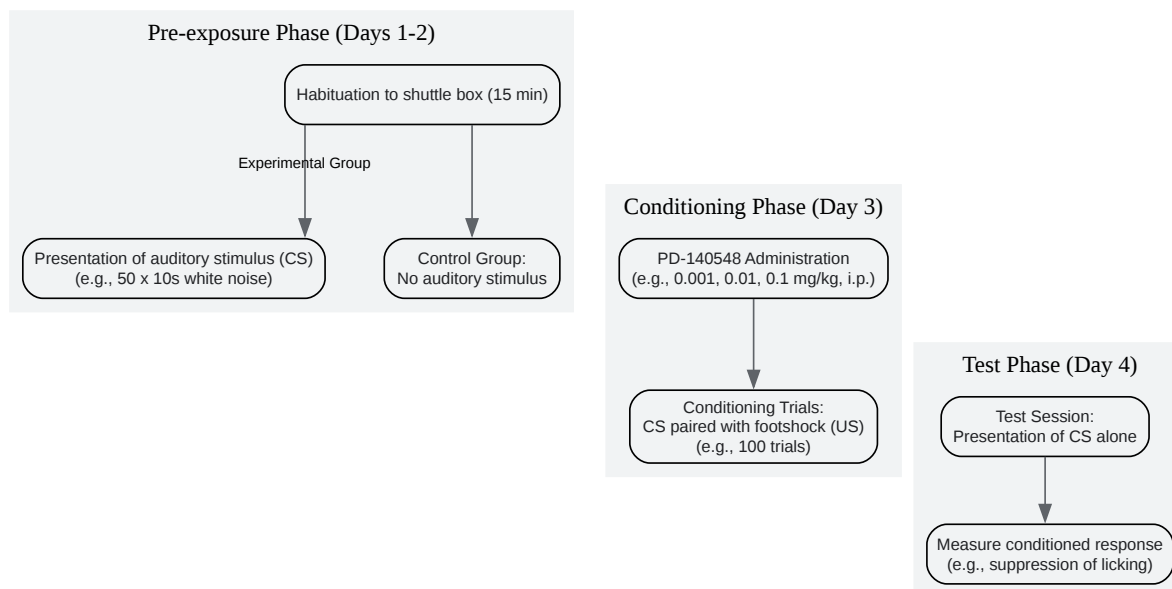 Pre-exposure Phase (Days 1-2)
Habituation to shuttle box (15 min)
Experimental Group
Presentation of auditory stimulus (CS)
(e.g., 50 x 10s white noise)
Control Group:
No auditory stimulus
Conditioning Phase (Day 3)
PD-140548 Administration
(e.g., 0.001, 0.01, 0.1 mg/kg, i.p.)
Conditioning Trials:
CS paired with footshock (US)
(e.g., 100 trials)
Test Phase (Day 4)
Test Session:
Presentation of CS alone
Measure conditioned response
(e.g., suppression of licking)